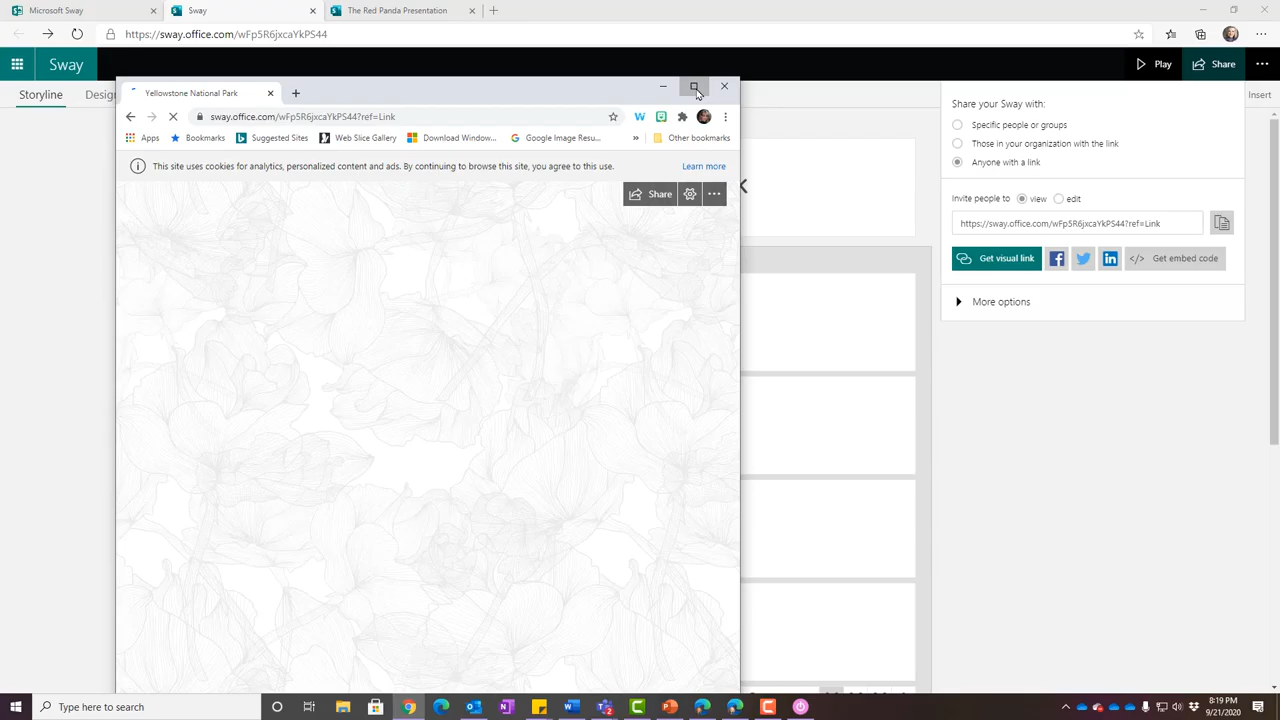 Microsoft Sway
Sway
The Red Panda Presentation
https://sway.office.com/wFp5R6jxcaYkPS44
Sway
Play
Share
Storyline
Desig
Insert
Yellowstone National Park
sway.office.com/wFp5R6jxcaYkPS44?ref=Link
Apps
Bookmarks
Suggested Sites
Web Slice Gallery
Download Window...
Google Image Resu...
Other bookmarks
This site uses cookies for analytics, personalized content and ads. By continuing to browse this site, you agree to this use.
Learn more
Share
k
Share your Sway with:
Specific people or groups
Those in your organization with the link
Anyone with a link
Invite people to view edit
https://sway.office.com/wFp5R6jxcaYkPS44?ref=Link
Get visual link
Get embed code
More options
Type here to search
8:19 PM
9/21/2020